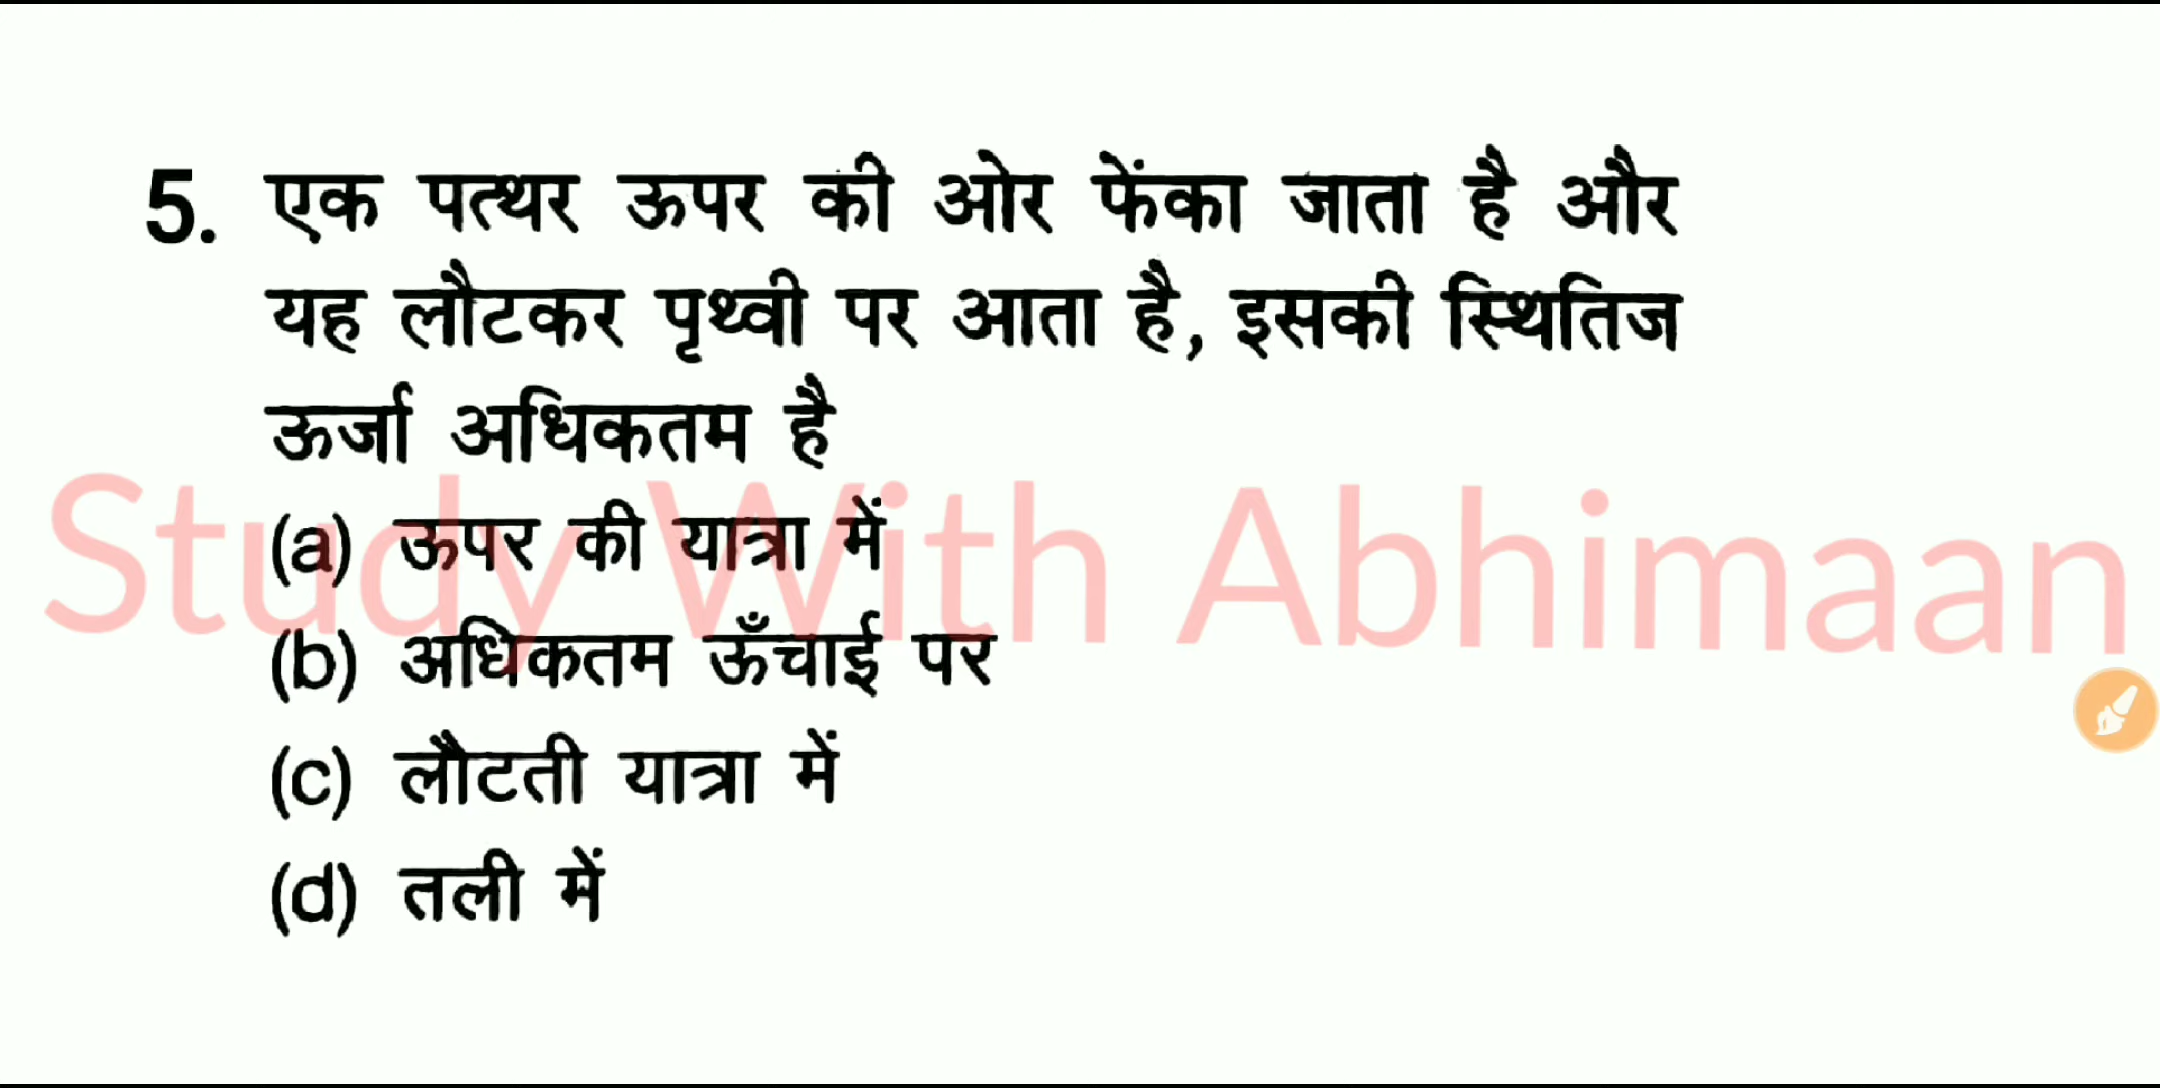 5. एक पत्थर ऊपर की ओर फेंका जाता है और
यह लौटकर पृथ्वी पर आता है, इसकी स्थितिज
ऊर्जा अधिकतम है
(a) ऊपर की यात्रा में
(b) अधिकतम ऊँचाई पर
(c) लौटती यात्रा में
(d) तली में
Study With Abhimaan